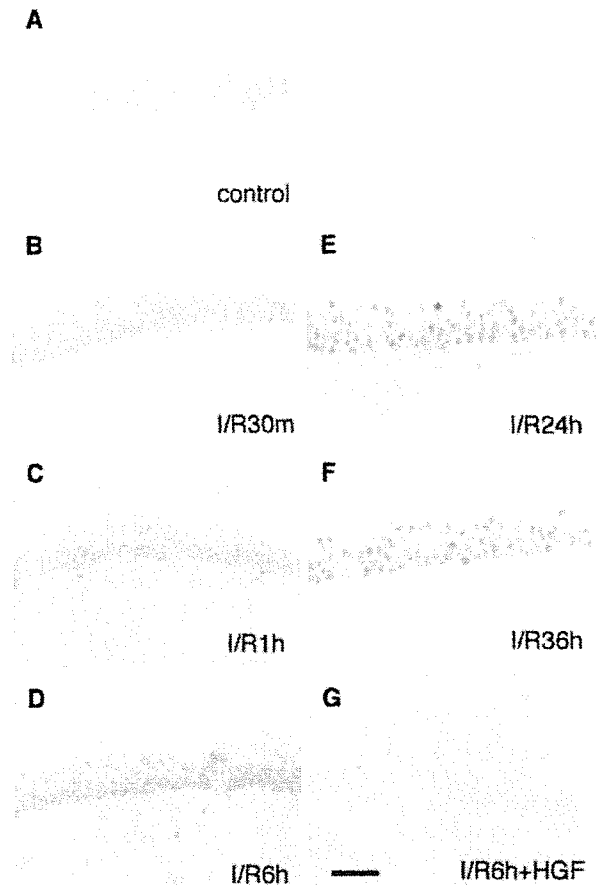 A
control
B
I/R30m
E
I/R24h
C
I/R1h
F
I/R36h
D
I/R6h
G
I/R6h+HGF